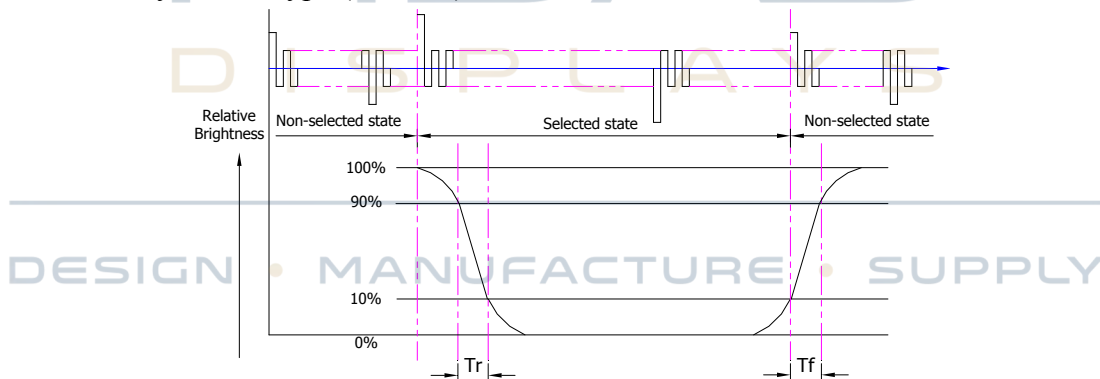 DISPLAYS
Relative
Brightness
Non-selected state
Selected state
Non-selected state
100%
90%
DESIGN • MANUFACTURE • SUPPLY
10%
0%
Tr
Tf